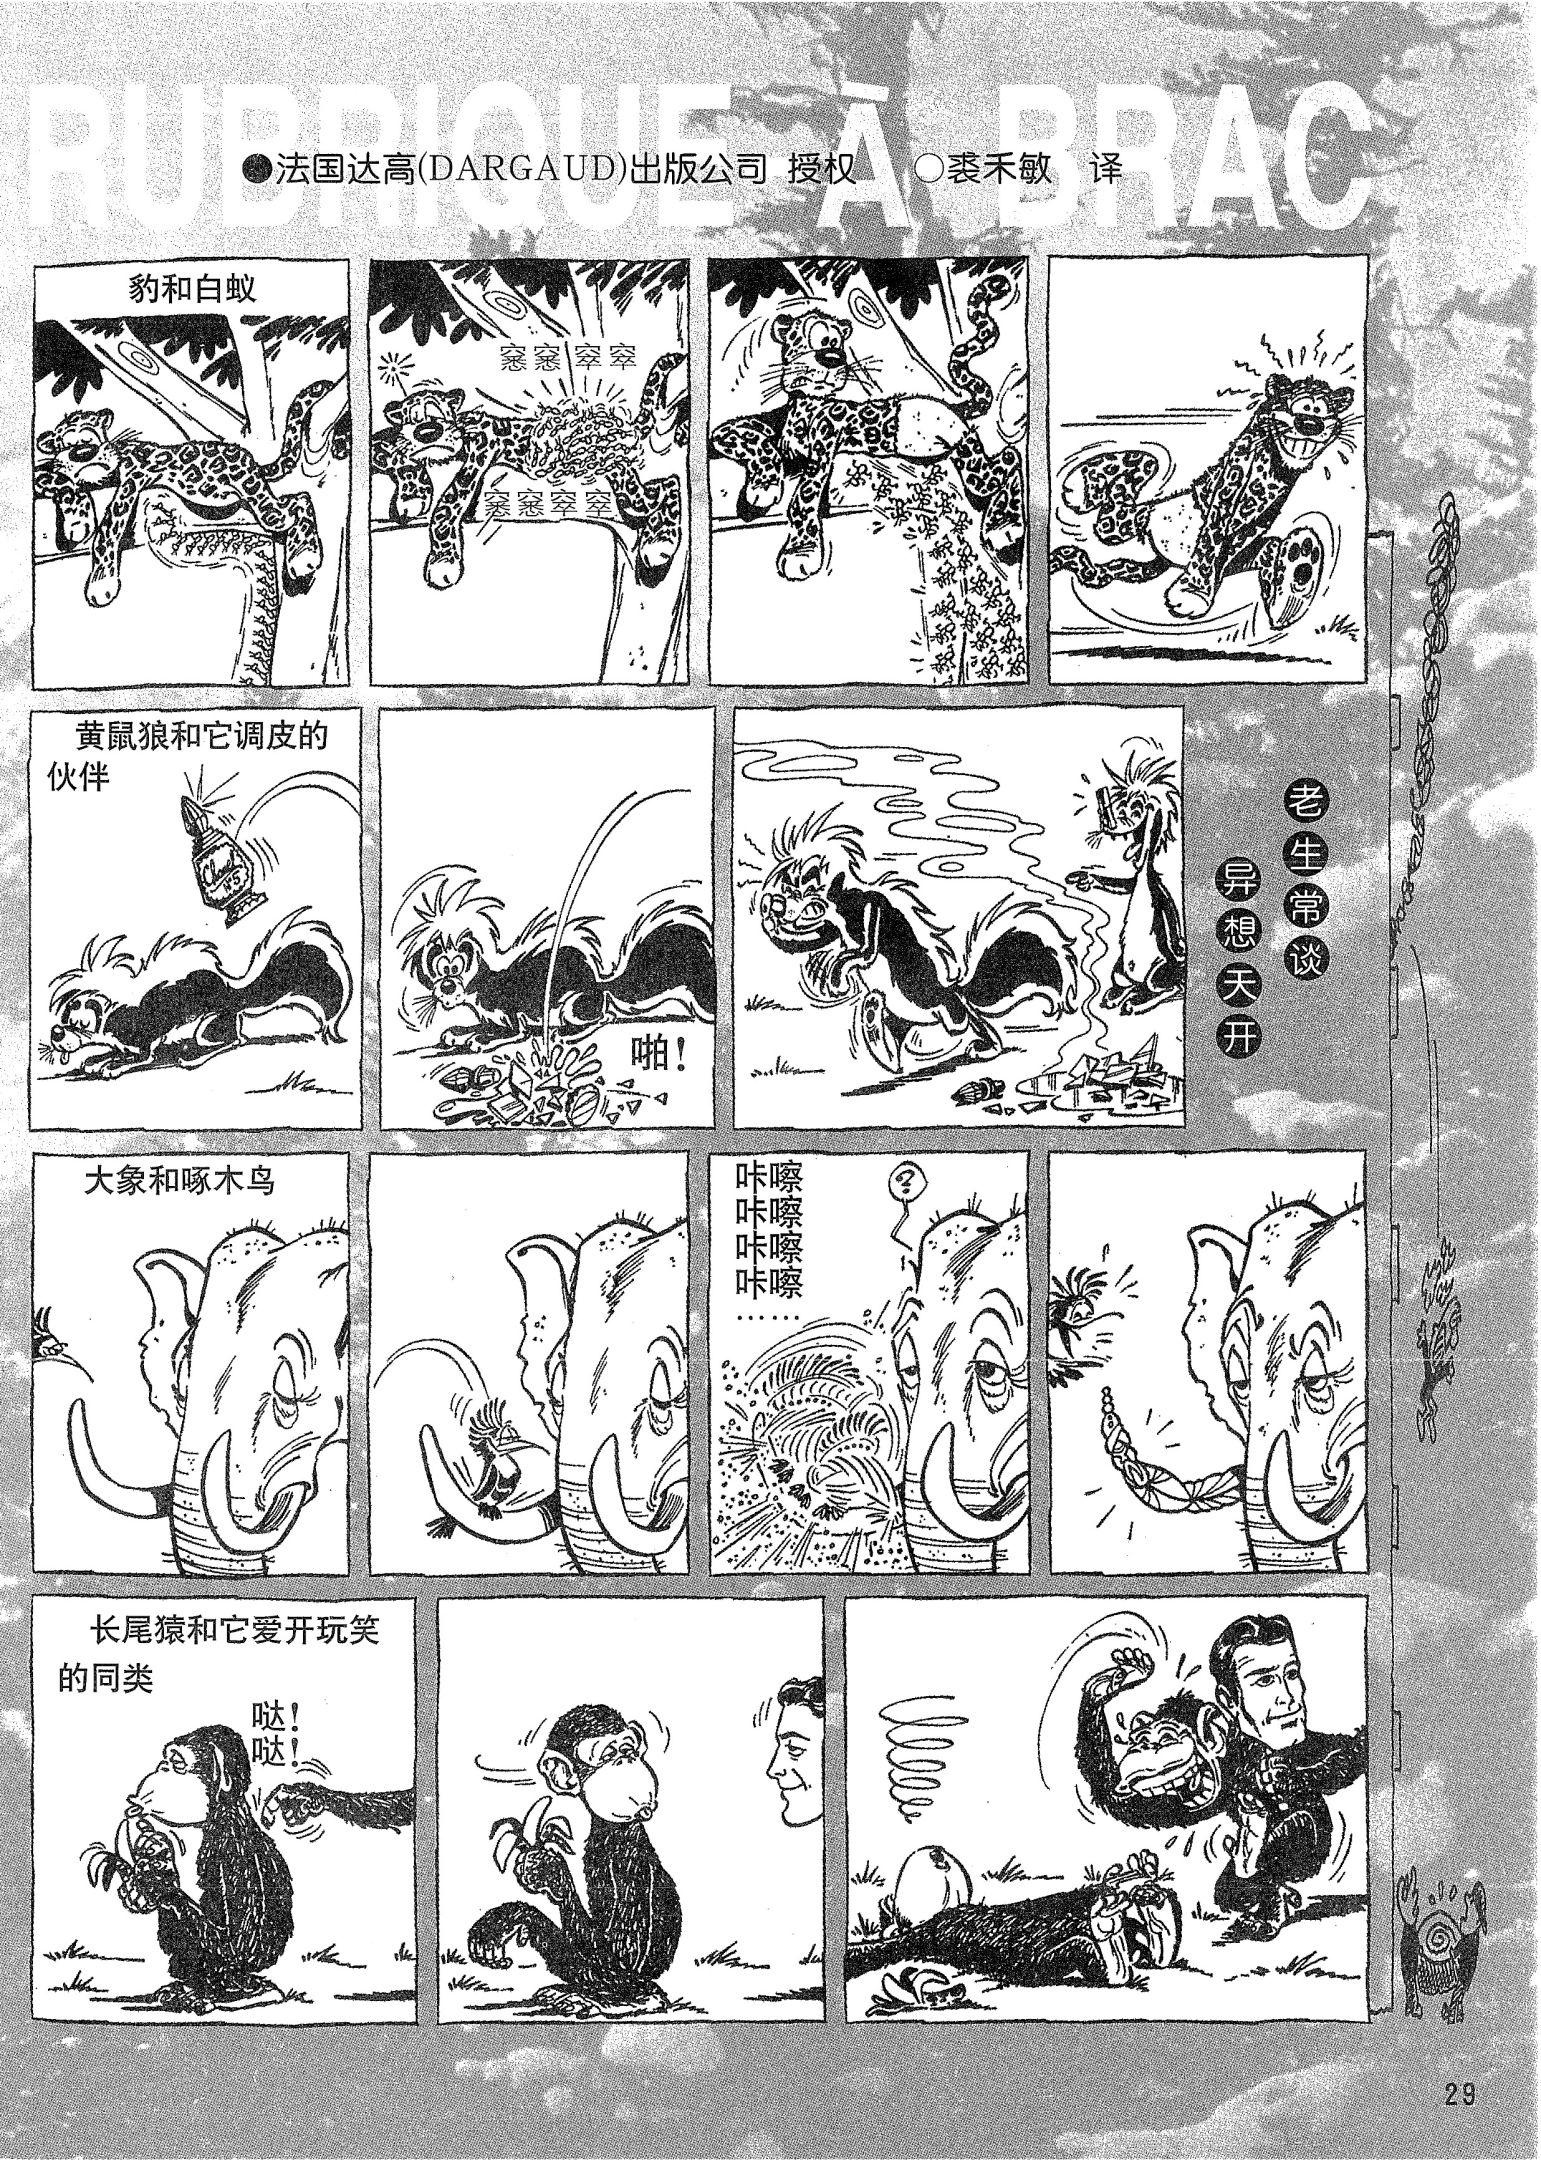 RUBRIQUE À BRAC
●法国达高(DARGAUD)出版公司 授权 ○裘禾敏 译
豹和白蚁
窸窸窣窣
窸窸窣窣
黄鼠狼和它调皮的
伙伴
Chanel
N°5
啪!
老生常谈
异想天开
大象和啄木鸟
咔嚓
咔嚓
咔嚓
咔嚓
……
?
长尾猿和它爱开玩笑
的同类
哒!
哒!
29